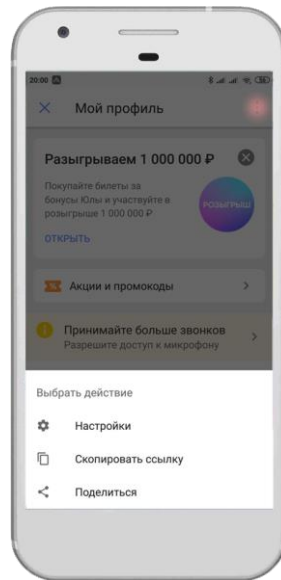 20:00
Мой профиль
Разыгрываем 1 000 000 ₽
Покупайте билеты за
бонусы Юлы и участвуйте в
розыгрыше 1 000 000 ₽
РОЗЫГРЫШ
ОТКРЫТЬ
Акции и промокоды
Принимайте больше звонков
Разрешите доступ к микрофону
Выбрать действие
Настройки
Скопировать ссылку
Поделиться